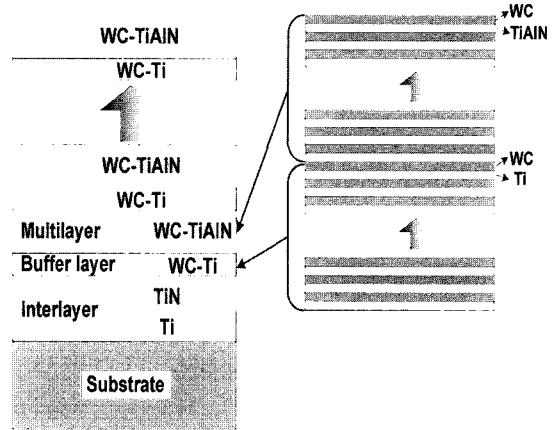 WC-TiAlN
WC-Ti
WC-TiAlN
WC-Ti
Multilayer WC-TiAlN
Buffer layer WC-Ti
Interlayer
TiN
Ti
Substrate
WC
TiAlN
WC
Ti